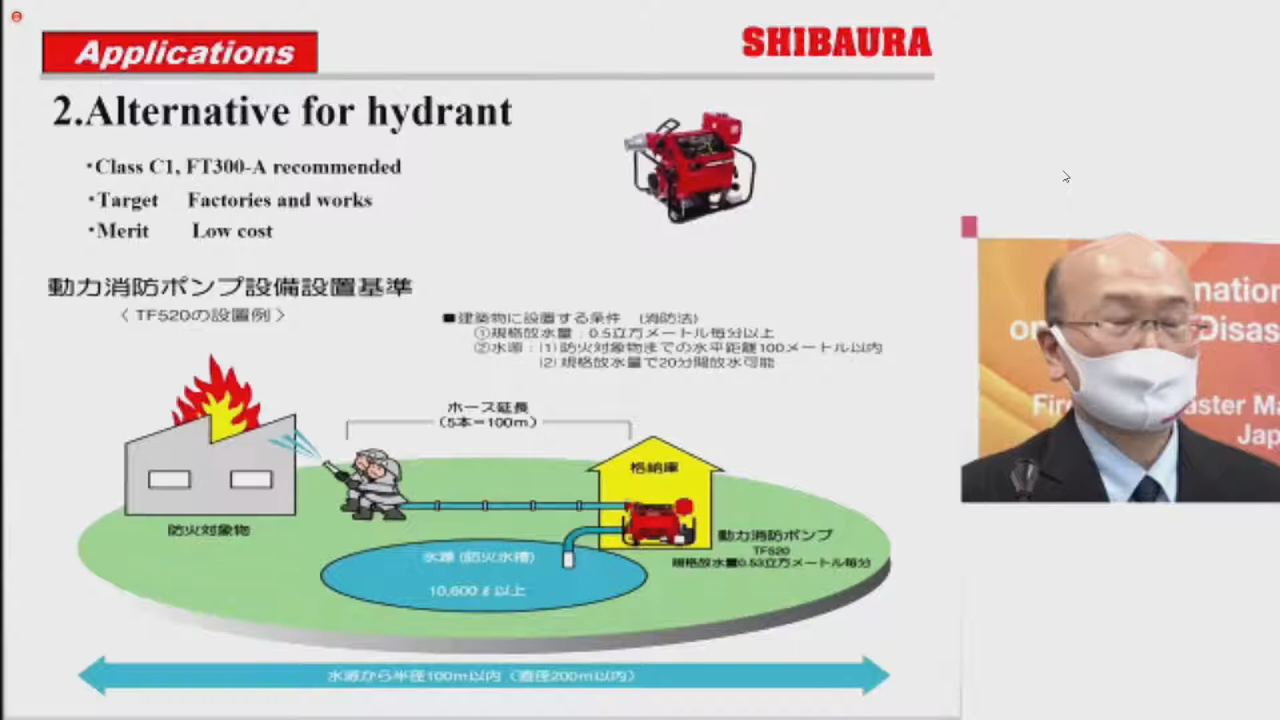 Applications
SHIBAURA
2.Alternative for hydrant
・Class C1, FT300-A recommended
・Target Factories and works
・Merit Low cost
動力消防ポンプ設備設置基準
〈 TF520の設置例 〉
■建築物に設置する条件 (消防法)
①規格放水量：0.5立方メートル毎分以上
②水源：(1) 防火対象物までの水平距離100メートル以内
(2) 規格放水量で20分間放水可能
ホース延長
(5本=100m)
格納庫
防火対象物
動力消防ポンプ
TF520
規格放水量0.53立方メートル毎分
水源 (防火水槽)
10,600ℓ以上
水源から半径100m以内（直径200m以内）
Disas
Fir
aster Ma
Jap